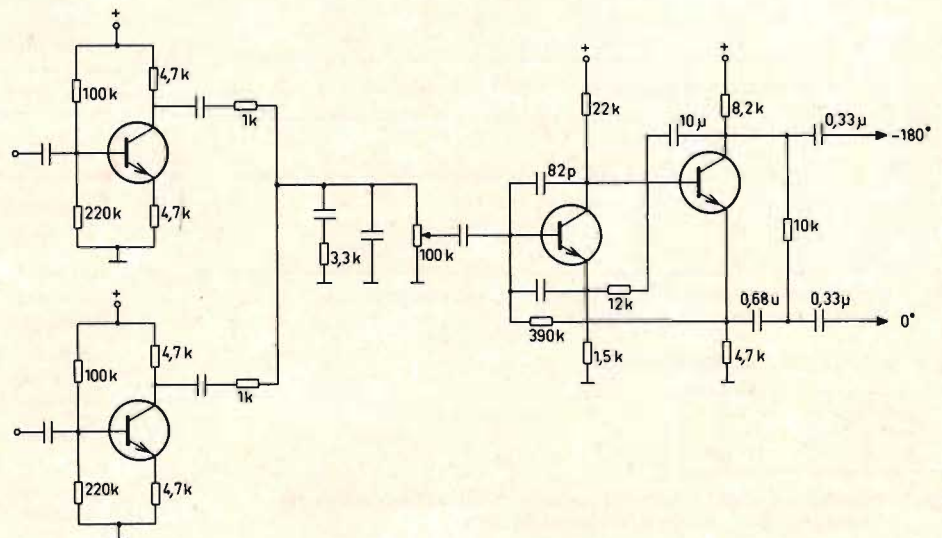 +
+
+
4,7k
22k
8,2k
100k
10µ
0,33µ
-180°
1k
82p
220k
4,7k
10k
3,3k
100k
12k
0,68u
0,33µ
0°
+
390k
1,5k
4,7k
4,7k
100k
1k
220k
4,7k